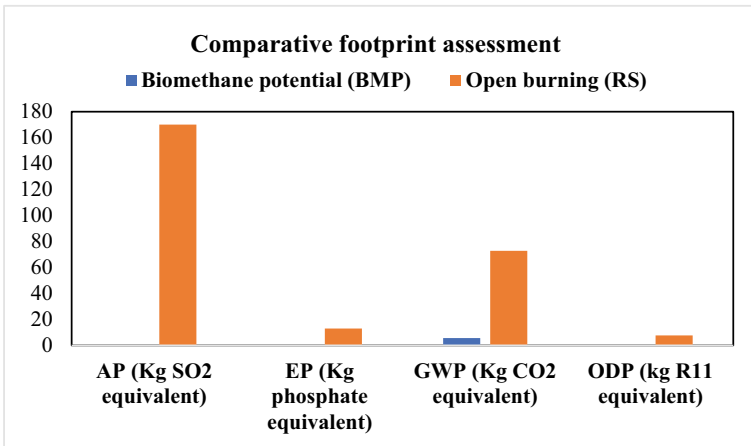 Comparative footprint assessment
Biomethane potential (BMP) Open burning (RS)
180
160
140
120
100
80
60
40
20
0
AP (Kg SO2 equivalent)
EP (Kg phosphate equivalent)
GWP (Kg CO2 equivalent)
ODP (kg R11 equivalent)